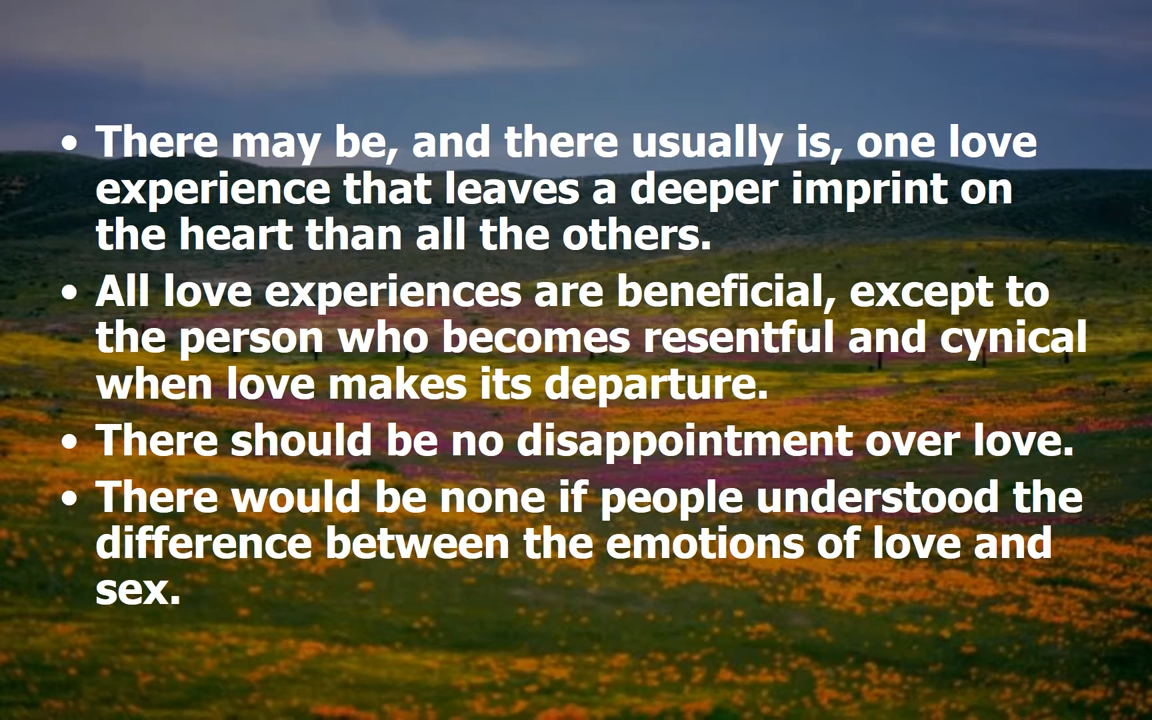 • There may be, and there usually is, one love
experience that leaves a deeper imprint on
the heart than all the others.
• All love experiences are beneficial, except to
the person who becomes resentful and cynical
when love makes its departure.
• There should be no disappointment over love.
• There would be none if people understood the
difference between the emotions of love and
sex.